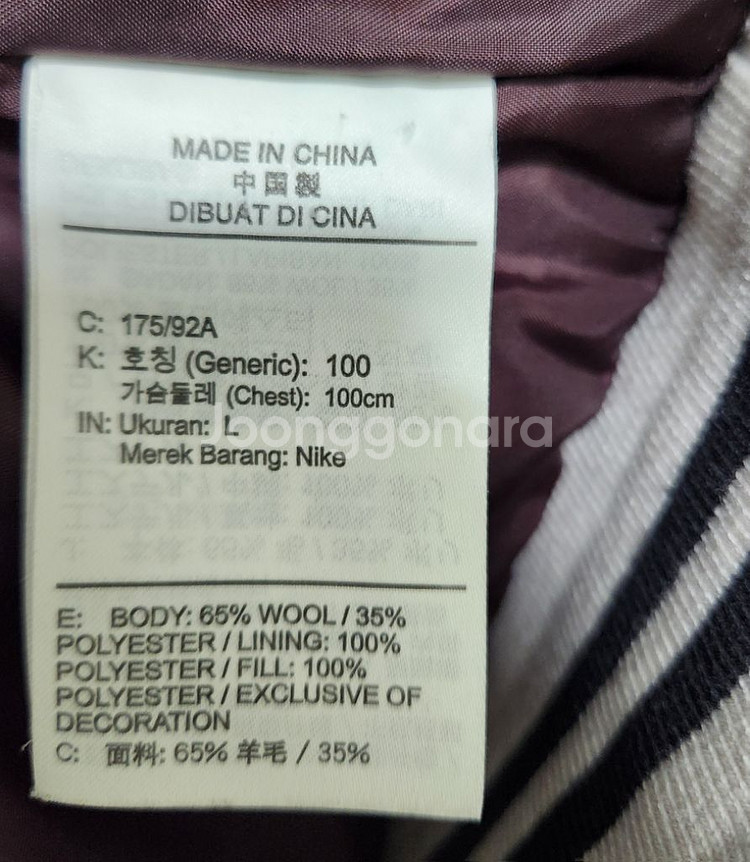 MADE IN CHINA
中国製
DIBUAT DI CINA
C: 175/92A
K: 호칭 (Generic): 100
가슴둘레 (Chest): 100cm
IN: Ukuran: L
Merek Barang: Nike
Joonggonara
E: BODY: 65% WOOL / 35%
POLYESTER / LINING: 100%
POLYESTER / FILL: 100%
POLYESTER / EXCLUSIVE OF
DECORATION
C: 面料: 65% 羊毛 / 35%